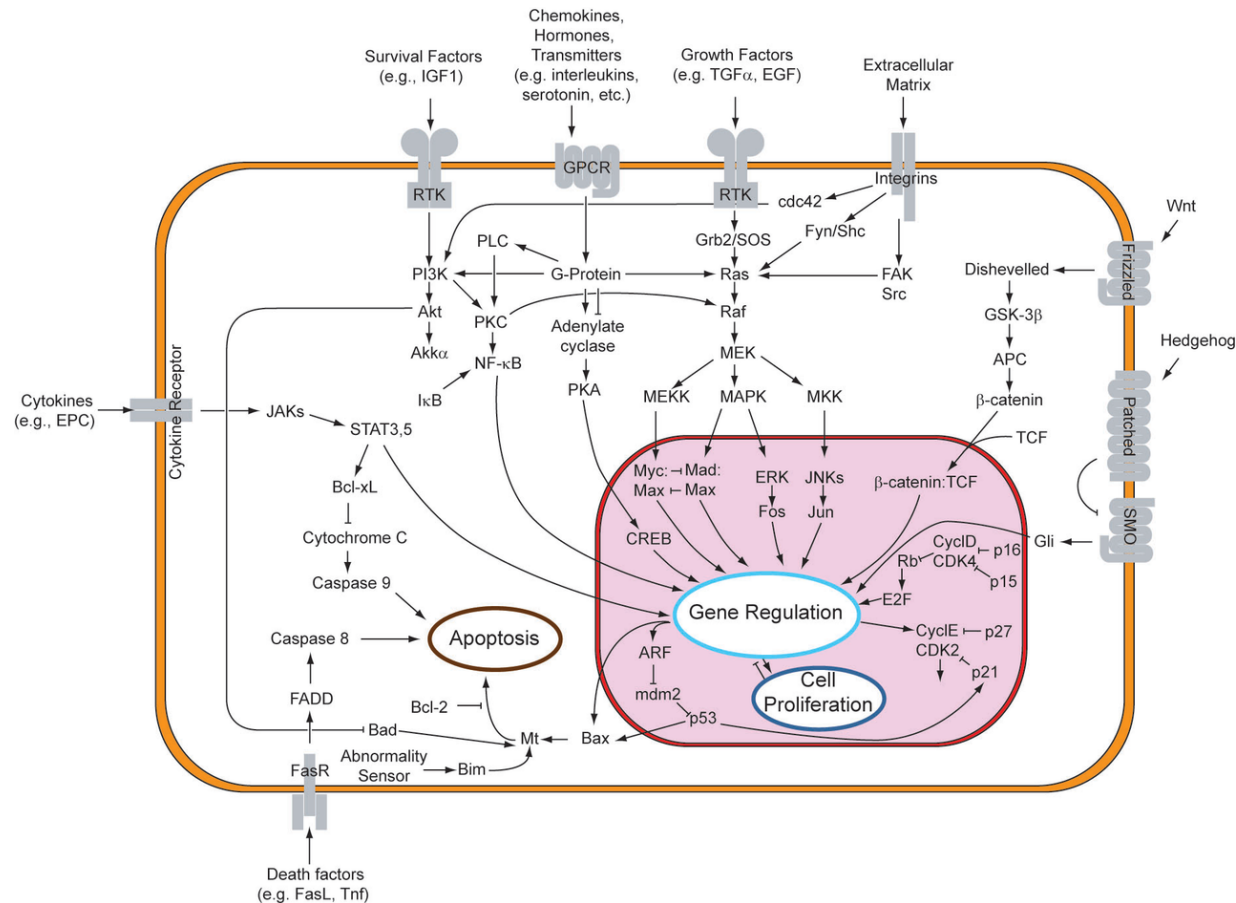 Chemokines,
Hormones,
Transmitters
(e.g. interleukins,
serotonin, etc.)
Survival Factors
(e.g., IGF1)
Growth Factors
(e.g. TGFα, EGF)
Extracellular
Matrix
RTK
GPCR
RTK
Integrins
cdc42
Wnt
Frizzled
PLC
Grb2/SOS
Fyn/Shc
PI3K
G-Protein
Ras
FAK
Src
Dishevelled
Akt
PKC
Raf
GSK-3β
Adenylate
cyclase
Akkα
NF-κB
MEK
APC
Hedgehog
Patched
IκB
PKA
MEKK
MAPK
MKK
β-catenin
Cytokines
(e.g., EPC)
Cytokine Receptor
JAKs
STAT3,5
TCF
Myc:
Max
Mad:
Max
ERK
JNKs
β-catenin:TCF
Bcl-xL
Fos
Jun
SMO
Cytochrome C
CREB
Gli
CyclD
CDK4
p16
Rb
p15
Caspase 9
E2F
Gene Regulation
Apoptosis
Caspase 8
ARF
CyclE
CDK2
p27
p21
FADD
mdm2
Cell
Proliferation
Bcl-2
p53
Bad
Mt
Bax
FasR
Abnormality
Sensor
Bim
Death factors
(e.g. FasL, Tnf)